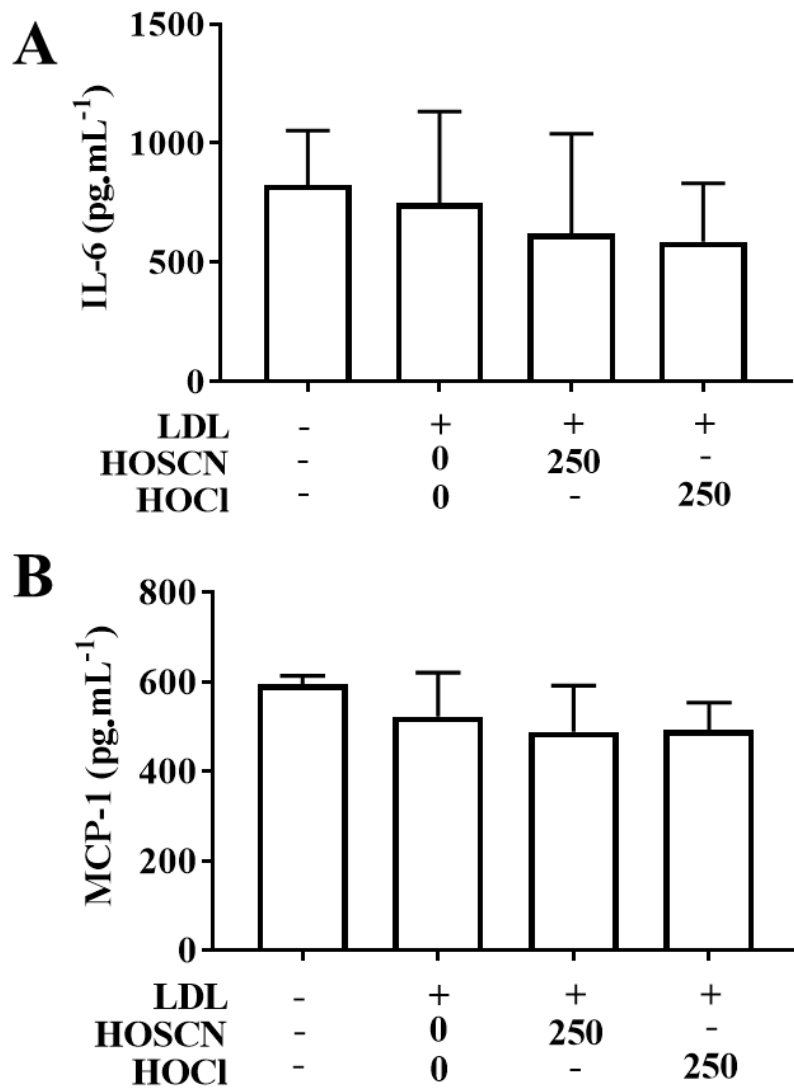 A
IL-6 (pg.mL⁻¹)
1500
1000
500
0
LDL - + + +
HOSCN - 0 250 -
HOCl - 0 - 250
B
MCP-1 (pg.mL⁻¹)
800
600
400
200
0
LDL - + + +
HOSCN - 0 250 -
HOCl - 0 - 250